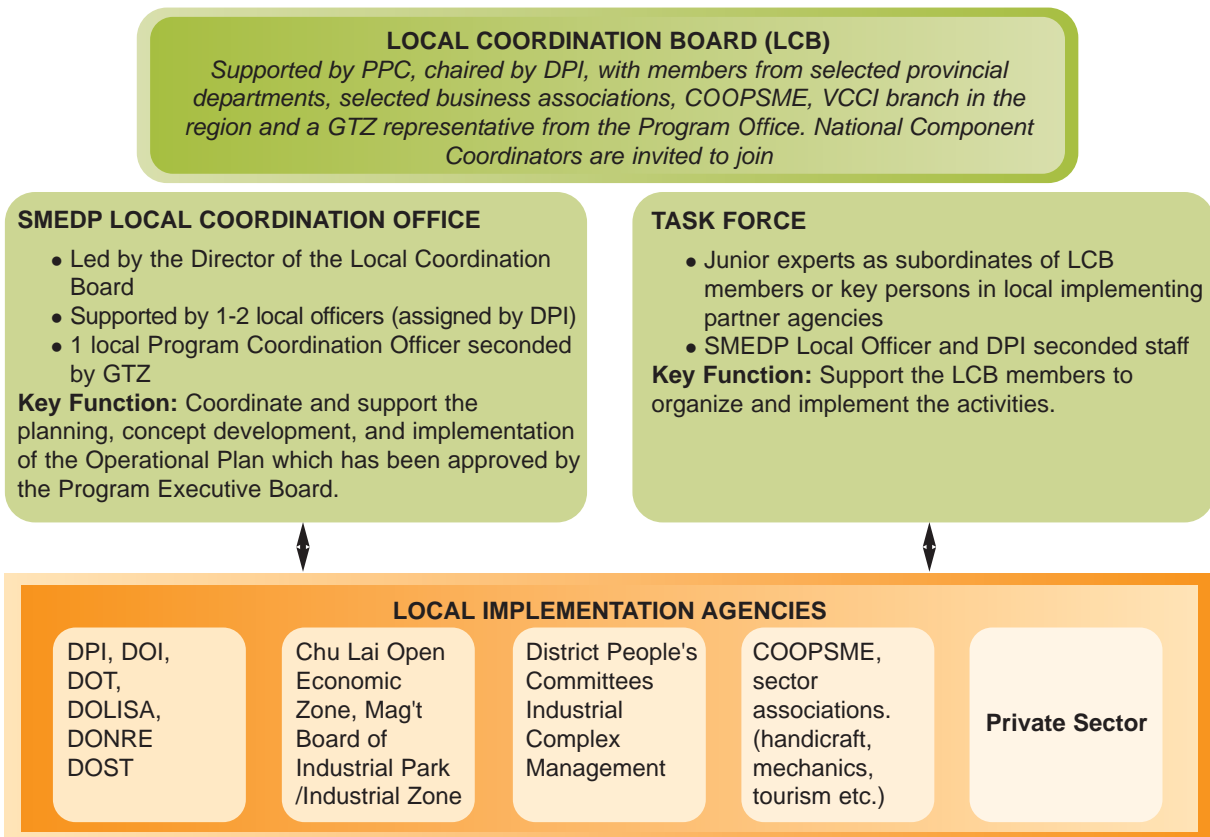 LOCAL COORDINATION BOARD (LCB)
Supported by PPC, chaired by DPI, with members from selected provincial
departments, selected business associations, COOPSME, VCCI branch in the
region and a GTZ representative from the Program Office. National Component
Coordinators are invited to join
SMEDP LOCAL COORDINATION OFFICE
● Led by the Director of the Local Coordination
Board
● Supported by 1-2 local officers (assigned by DPI)
● 1 local Program Coordination Officer seconded
by GTZ
Key Function: Coordinate and support the
planning, concept development, and implementation
of the Operational Plan which has been approved by
the Program Executive Board.
TASK FORCE
● Junior experts as subordinates of LCB
members or key persons in local implementing
partner agencies
● SMEDP Local Officer and DPI seconded staff
Key Function: Support the LCB members to
organize and implement the activities.
LOCAL IMPLEMENTATION AGENCIES
DPI, DOI,
DOT,
DOLISA,
DONRE
DOST
Chu Lai Open
Economic
Zone, Mag't
Board of
Industrial Park
/Industrial Zone
District People's
Committees
Industrial
Complex
Management
COOPSME,
sector
associations.
(handicraft,
mechanics,
tourism etc.)
Private Sector